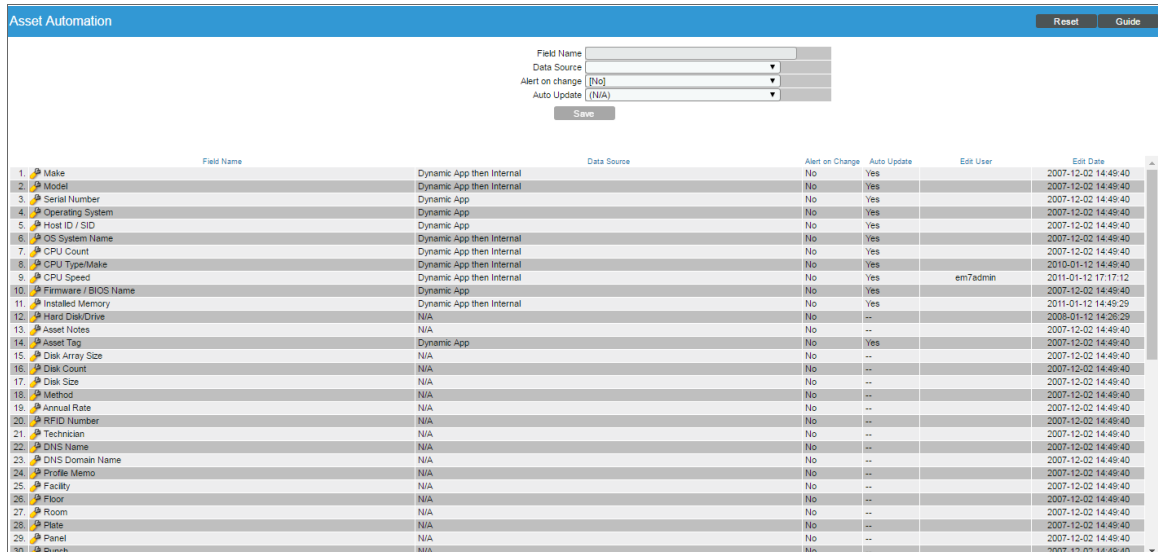 Asset Automation Reset Guide
Field Name
Data Source
Alert on change [No]
Auto Update (N/A)
Save
Field Name Data Source Alert on Change Auto Update Edit User Edit Date
1. Make Dynamic App then Internal No Yes 2007-12-02 14:49:40
2. Model Dynamic App then Internal No Yes 2007-12-02 14:49:40
3. Serial Number Dynamic App No Yes 2007-12-02 14:49:40
4. Operating System Dynamic App No Yes 2007-12-02 14:49:40
5. Host ID / SID Dynamic App No Yes 2007-12-02 14:49:40
6. OS System Name Dynamic App then Internal No Yes 2007-12-02 14:49:40
7. CPU Count Dynamic App then Internal No Yes 2007-12-02 14:49:40
8. CPU Type/Make Dynamic App then Internal No Yes 2010-01-12 14:49:40
9. CPU Speed Dynamic App then Internal No Yes em7admin 2011-01-12 17:17:12
10. Firmware / BIOS Name Dynamic App No Yes 2007-12-02 14:49:40
11. Installed Memory Dynamic App then Internal No Yes 2011-01-12 14:49:29
12. Hard Disk/Drive N/A No -- 2008-01-12 14:26:29
13. Asset Notes N/A No -- 2007-12-02 14:49:40
14. Asset Tag Dynamic App No Yes 2007-12-02 14:49:40
15. Disk Array Size N/A No -- 2007-12-02 14:49:40
16. Disk Count N/A No -- 2007-12-02 14:49:40
17. Disk Size N/A No -- 2007-12-02 14:49:40
18. Method N/A No -- 2007-12-02 14:49:40
19. Annual Rate N/A No -- 2007-12-02 14:49:40
20. RFID Number N/A No -- 2007-12-02 14:49:40
21. Technician N/A No -- 2007-12-02 14:49:40
22. DNS Name N/A No -- 2007-12-02 14:49:40
23. DNS Domain Name N/A No -- 2007-12-02 14:49:40
24. Profile Memo N/A No -- 2007-12-02 14:49:40
25. Facility N/A No -- 2007-12-02 14:49:40
26. Floor N/A No -- 2007-12-02 14:49:40
27. Room N/A No -- 2007-12-02 14:49:40
28. Plate N/A No -- 2007-12-02 14:49:40
29. Panel N/A No -- 2007-12-02 14:49:40
30. Punch N/A No -- 2007-12-02 14:49:40